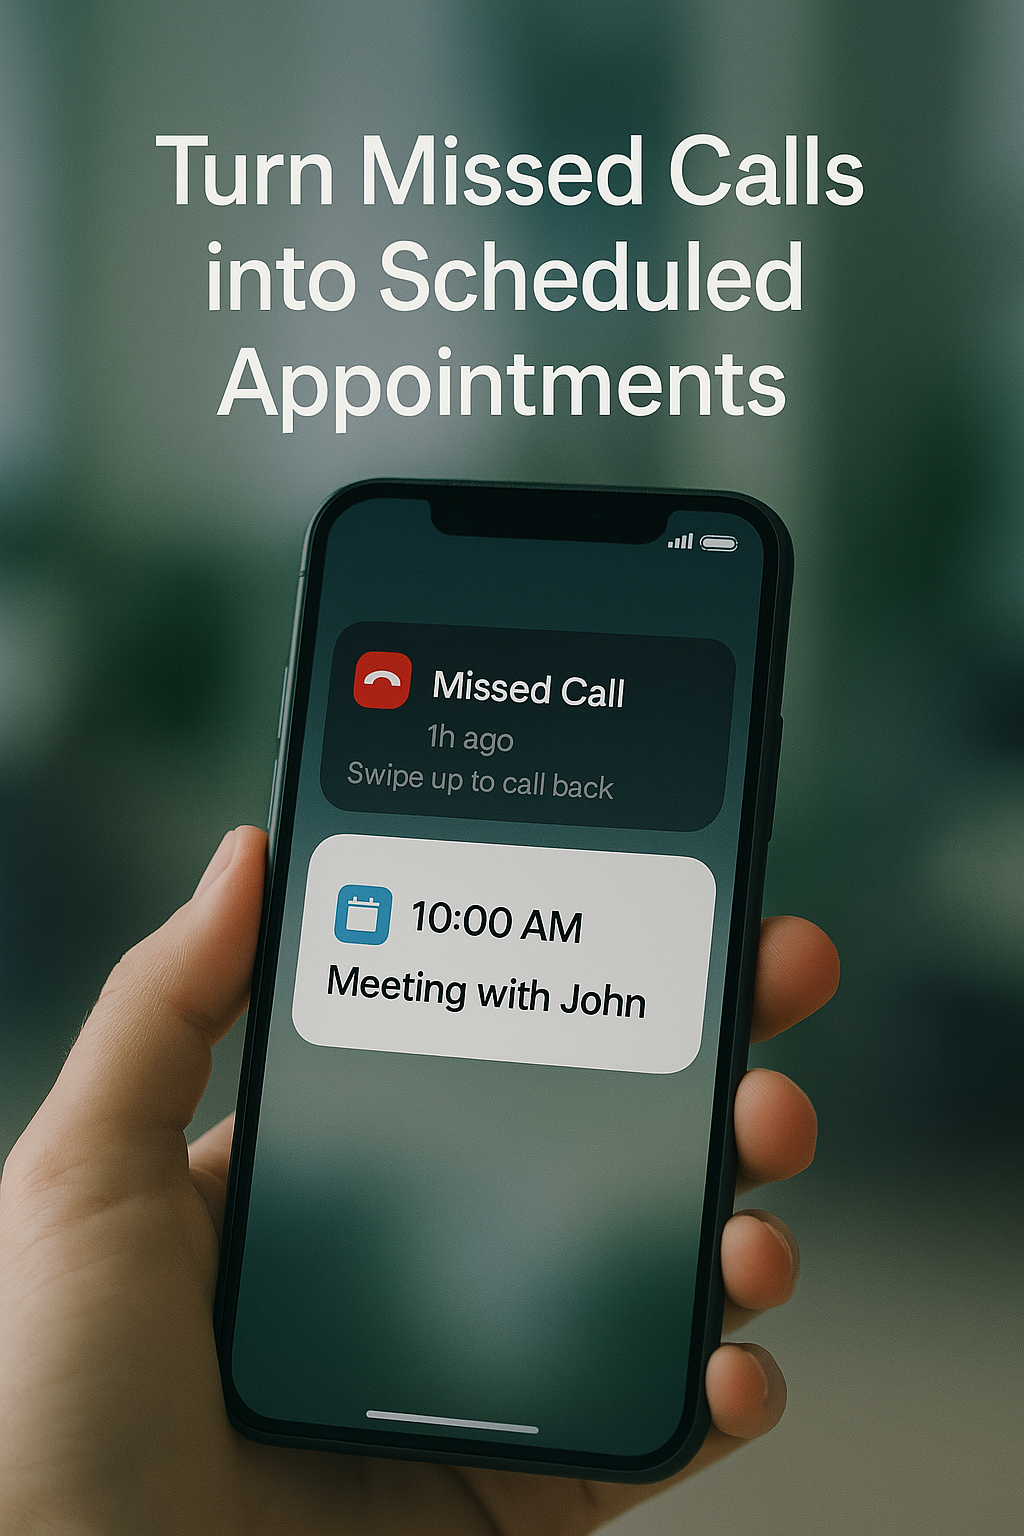 Turn Missed Calls
into Scheduled
Appointments
Missed Call
1h ago
Swipe up to call back
10:00 AM
Meeting with John